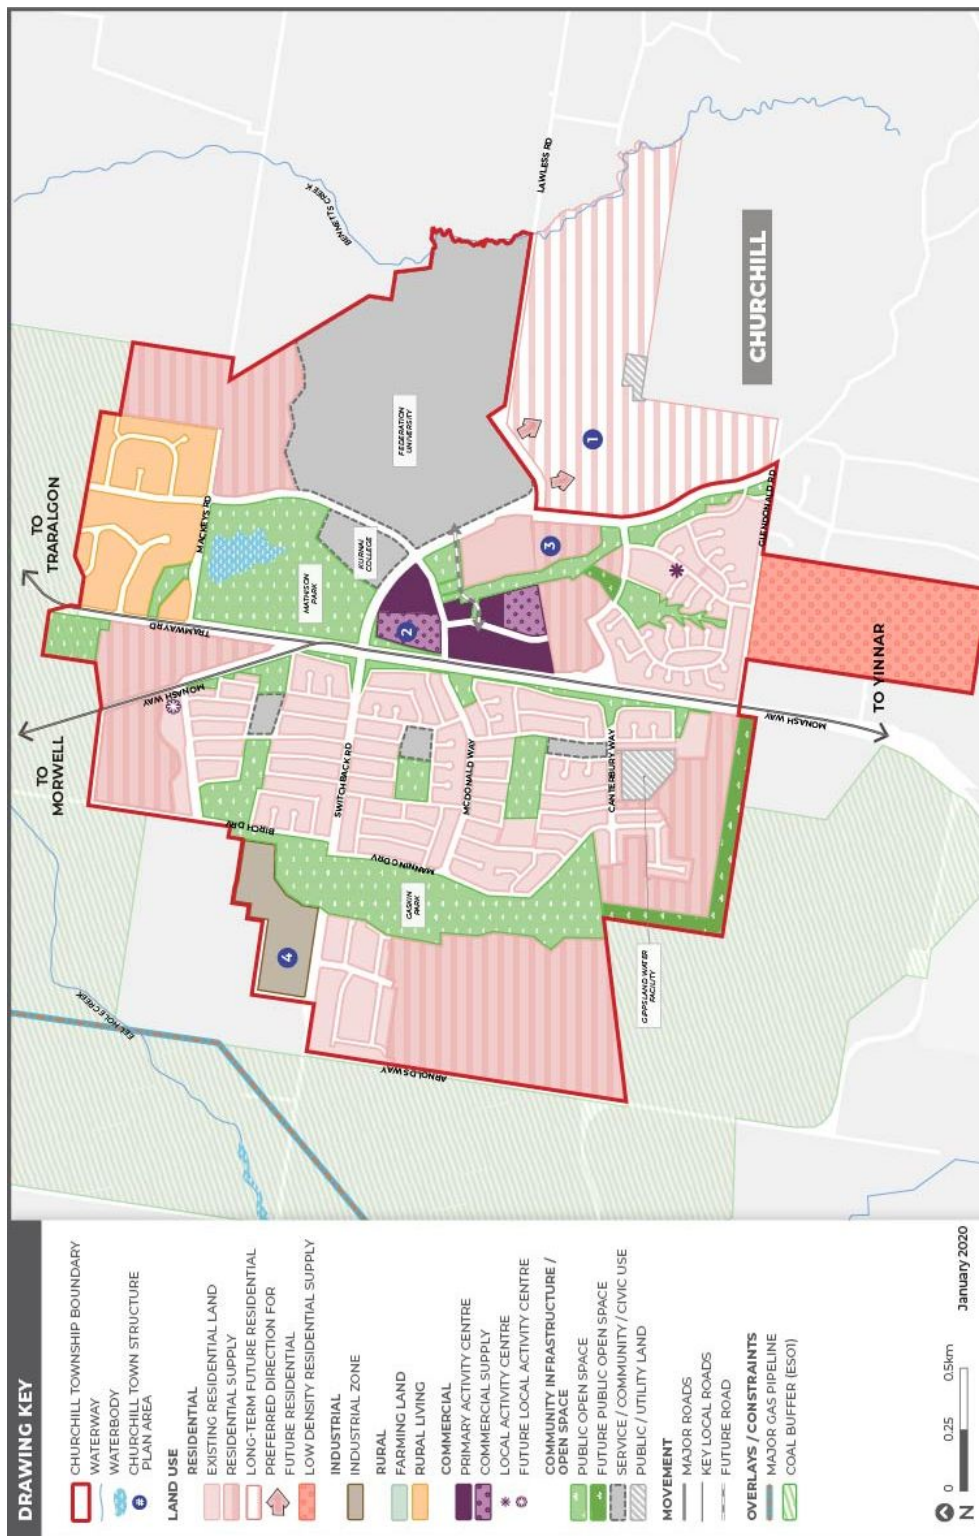 DRAWING KEY
CHURCHILL TOWNSHIP BOUNDARY
WATERWAY
WATERBODY
CHURCHILL TOWN STRUCTURE
PLAN AREA
#
LAND USE
RESIDENTIAL
EXISTING RESIDENTIAL LAND
RESIDENTIAL SUPPLY
LONG-TERM FUTURE RESIDENTIAL
PREFERRED DIRECTION FOR
FUTURE RESIDENTIAL
LOW DENSITY RESIDENTIAL SUPPLY
INDUSTRIAL
INDUSTRIAL ZONE
RURAL
FARMING LAND
RURAL LIVING
COMMERCIAL
PRIMARY ACTIVITY CENTRE
COMMERCIAL SUPPLY
LOCAL ACTIVITY CENTRE
FUTURE LOCAL ACTIVITY CENTRE
COMMUNITY INFRASTRUCTURE /
OPEN SPACE
PUBLIC OPEN SPACE
FUTURE PUBLIC OPEN SPACE
SERVICE / COMMUNITY / CIVIC USE
PUBLIC / UTILITY LAND
MOVEMENT
MAJOR ROADS
KEY LOCAL ROADS
FUTURE ROAD
OVERLAYS / CONSTRAINTS
MAJOR GAS PIPELINE
COAL BUFFER (ESO1)
N
0 0.25 0.5km
January 2020
TO
MORWELL
TO
TRARALGON
EEL HOLE CREEK
BENNETTS CREEK
MACKEYS RD
TRAMWAY RD
MONASH WAY
BIRCH DRV
SWITCHBACK RD
MATHISON
PARK
KURNAI
COLLEGE
FEDERATION
UNIVERSITY
4
2
ARNOLDS WAY
MANNING DRV
GASKIN
PARK
MCDONALD WAY
LAWLESS RD
3
1
CANTERBURY WAY
GIPPSLAND WATER
FACILITY
GLENDONALD RD
MONASH WAY
CHURCHILL
TO YINNAR